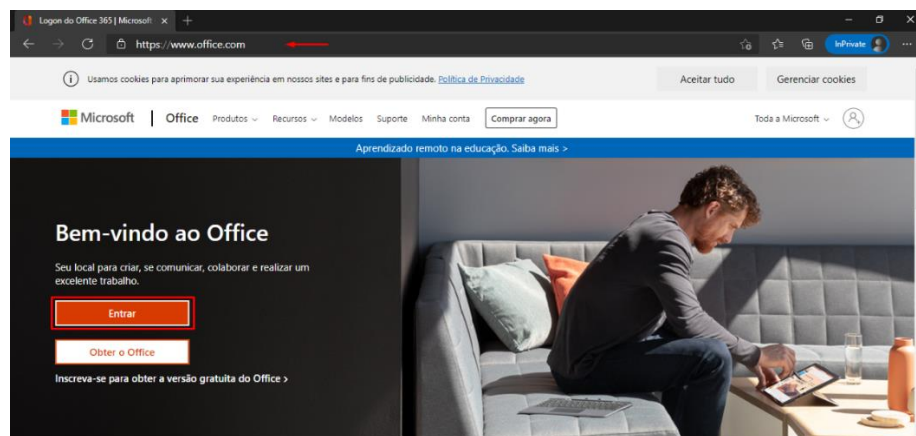 Logon do Office 365 | Microsoft
https://www.office.com
InPrivate
Usamos cookies para aprimorar sua experiência em nossos sites e para fins de publicidade. Política de Privacidade
Aceitar tudo
Gerenciar cookies
Microsoft
Office
Produtos
Recursos
Modelos
Suporte
Minha conta
Comprar agora
Toda a Microsoft
Aprendizado remoto na educação. Saiba mais >
Bem-vindo ao Office
Seu local para criar, se comunicar, colaborar e realizar um
excelente trabalho.
Entrar
Obter o Office
Inscreva-se para obter a versão gratuita do Office >